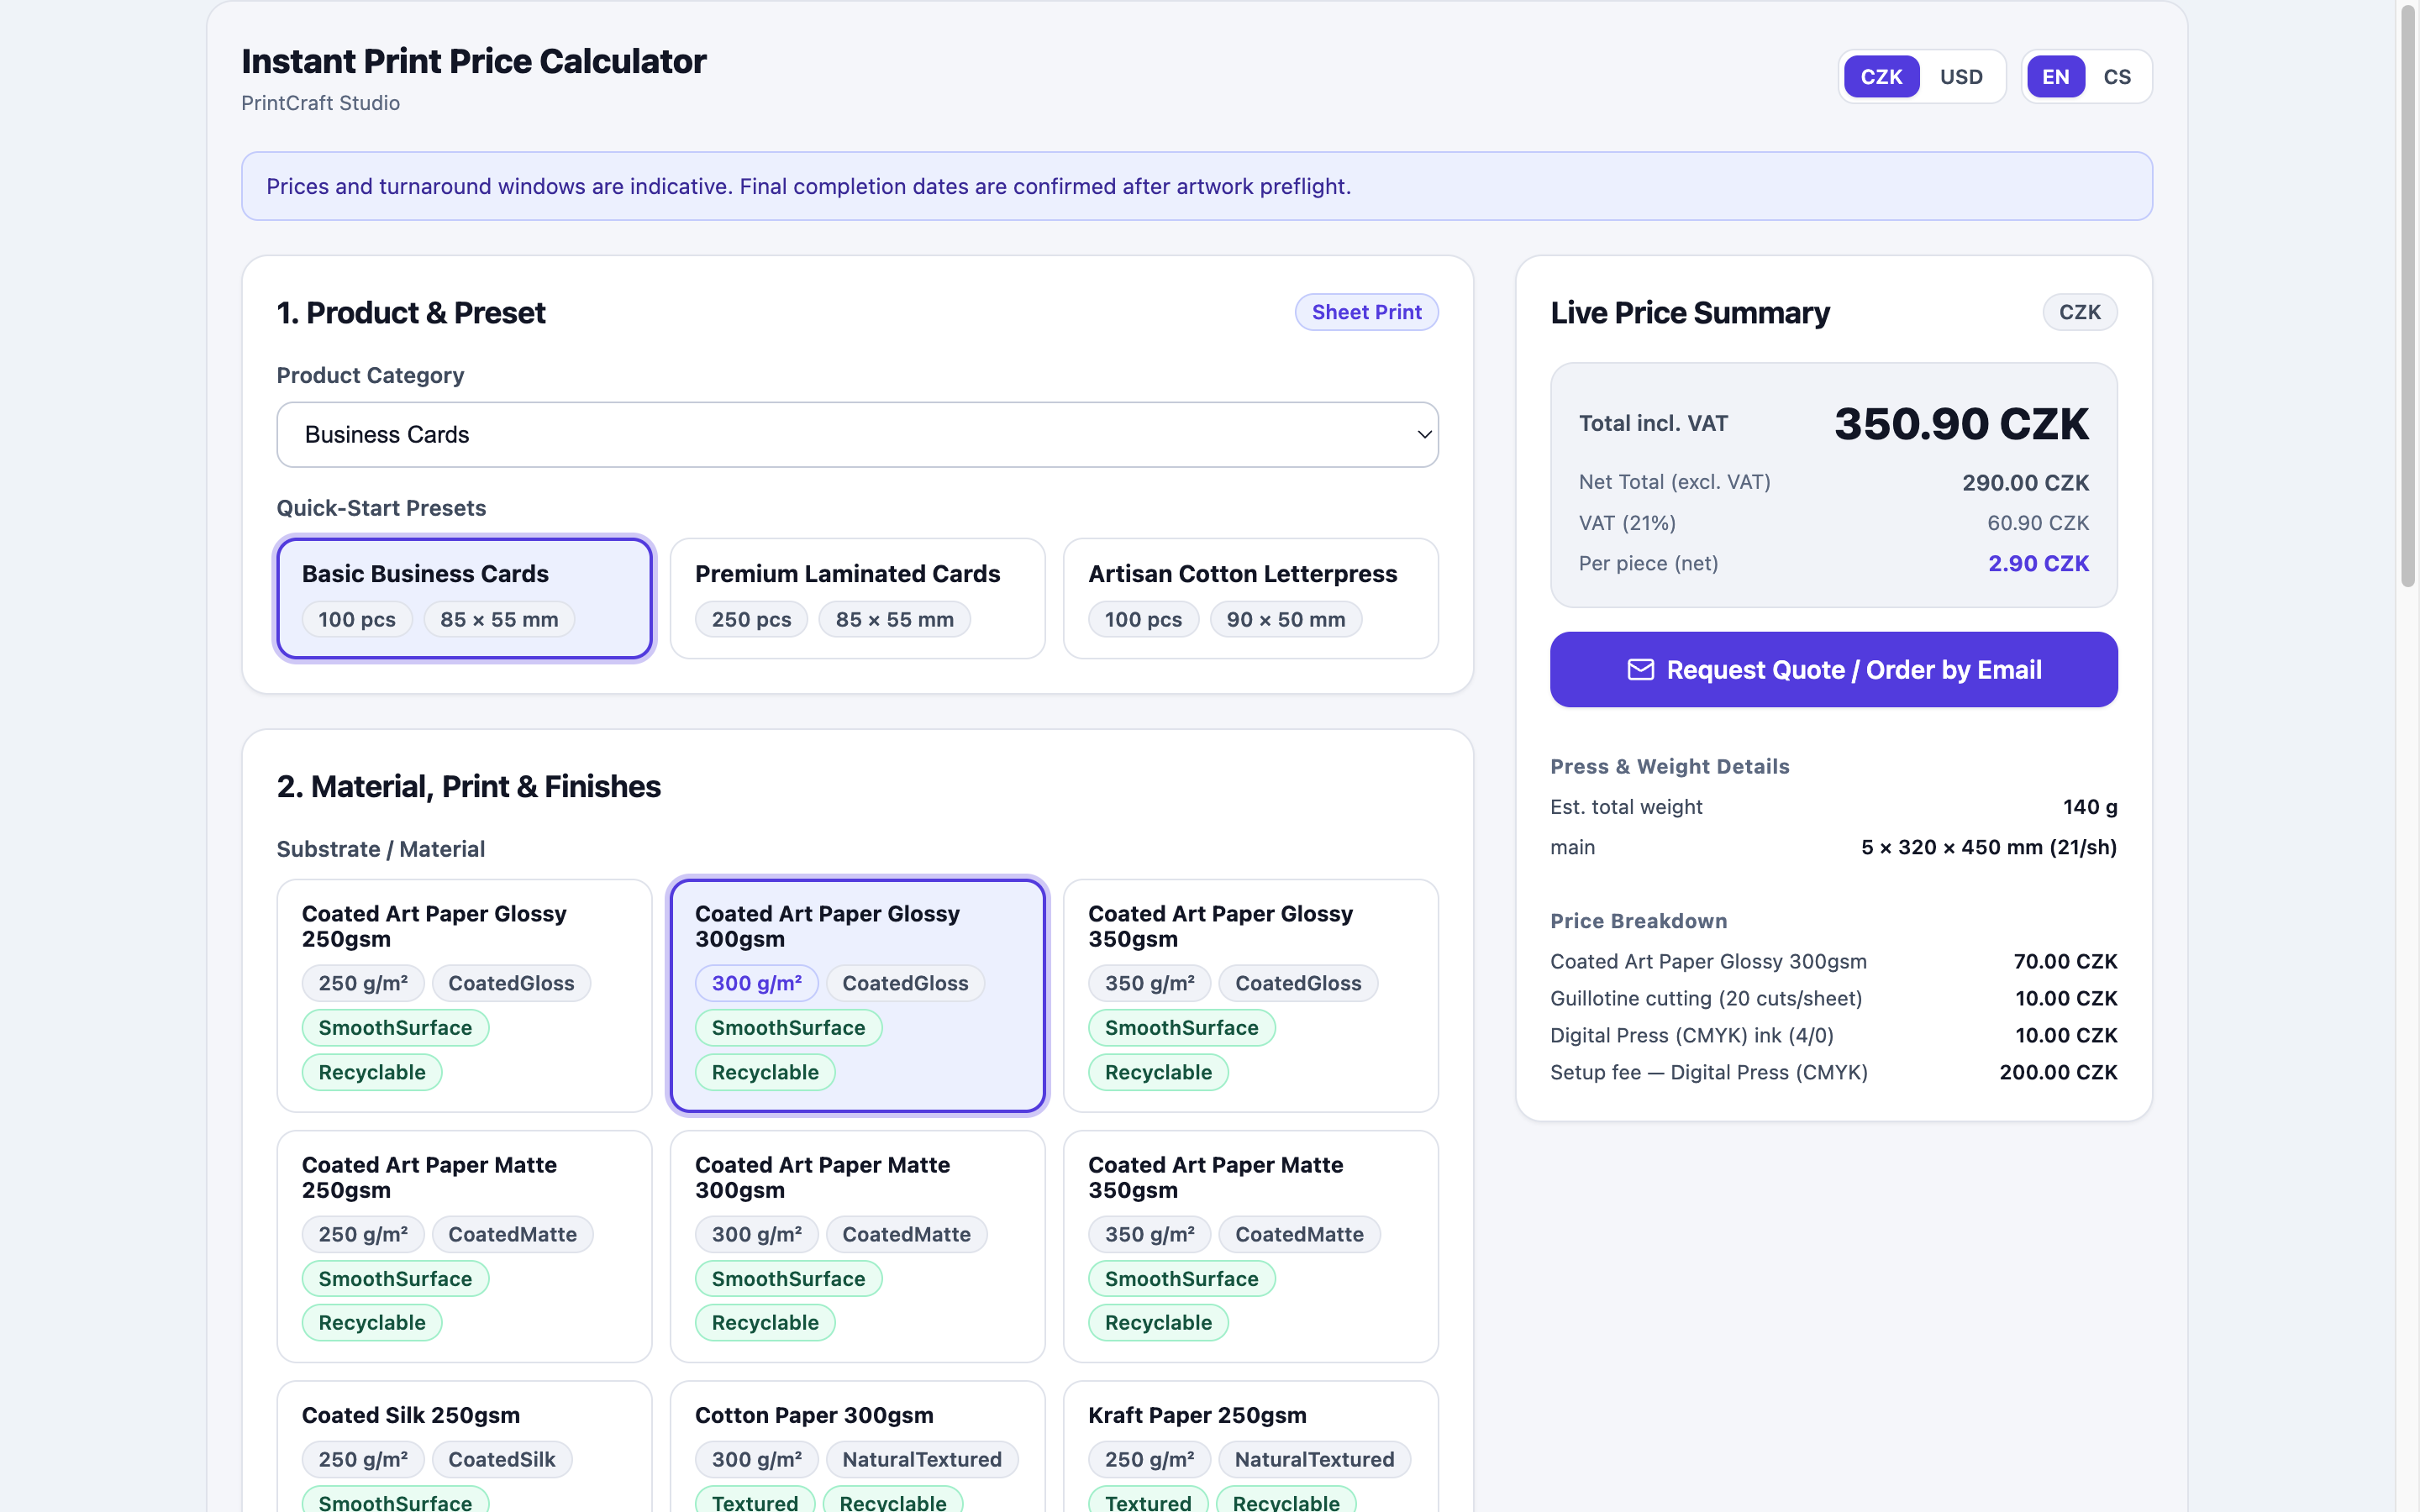 Instant Print Price Calculator
PrintCraft Studio
CZK USD
EN CS
Prices and turnaround windows are indicative. Final completion dates are confirmed after artwork preflight.
1. Product & Preset
Sheet Print
Product Category
Business Cards
Quick-Start Presets
Basic Business Cards
100 pcs 85 × 55 mm
Premium Laminated Cards
250 pcs 85 × 55 mm
Artisan Cotton Letterpress
100 pcs 90 × 50 mm
2. Material, Print & Finishes
Substrate / Material
Coated Art Paper Glossy
250gsm
250 g/m² CoatedGloss
SmoothSurface
Recyclable
Coated Art Paper Glossy
300gsm
300 g/m² CoatedGloss
SmoothSurface
Recyclable
Coated Art Paper Glossy
350gsm
350 g/m² CoatedGloss
SmoothSurface
Recyclable
Coated Art Paper Matte
250gsm
250 g/m² CoatedMatte
SmoothSurface
Recyclable
Coated Art Paper Matte
300gsm
300 g/m² CoatedMatte
SmoothSurface
Recyclable
Coated Art Paper Matte
350gsm
350 g/m² CoatedMatte
SmoothSurface
Recyclable
Coated Silk 250gsm
250 g/m² CoatedSilk
SmoothSurface
Cotton Paper 300gsm
300 g/m² NaturalTextured
Textured Recyclable
Kraft Paper 250gsm
250 g/m² NaturalTextured
Textured Recyclable
Live Price Summary
CZK
Total incl. VAT 350.90 CZK
Net Total (excl. VAT) 290.00 CZK
VAT (21%) 60.90 CZK
Per piece (net) 2.90 CZK
Request Quote / Order by Email
Press & Weight Details
Est. total weight 140 g
main 5 × 320 × 450 mm (21/sh)
Price Breakdown
Coated Art Paper Glossy 300gsm 70.00 CZK
Guillotine cutting (20 cuts/sheet) 10.00 CZK
Digital Press (CMYK) ink (4/0) 10.00 CZK
Setup fee — Digital Press (CMYK) 200.00 CZK